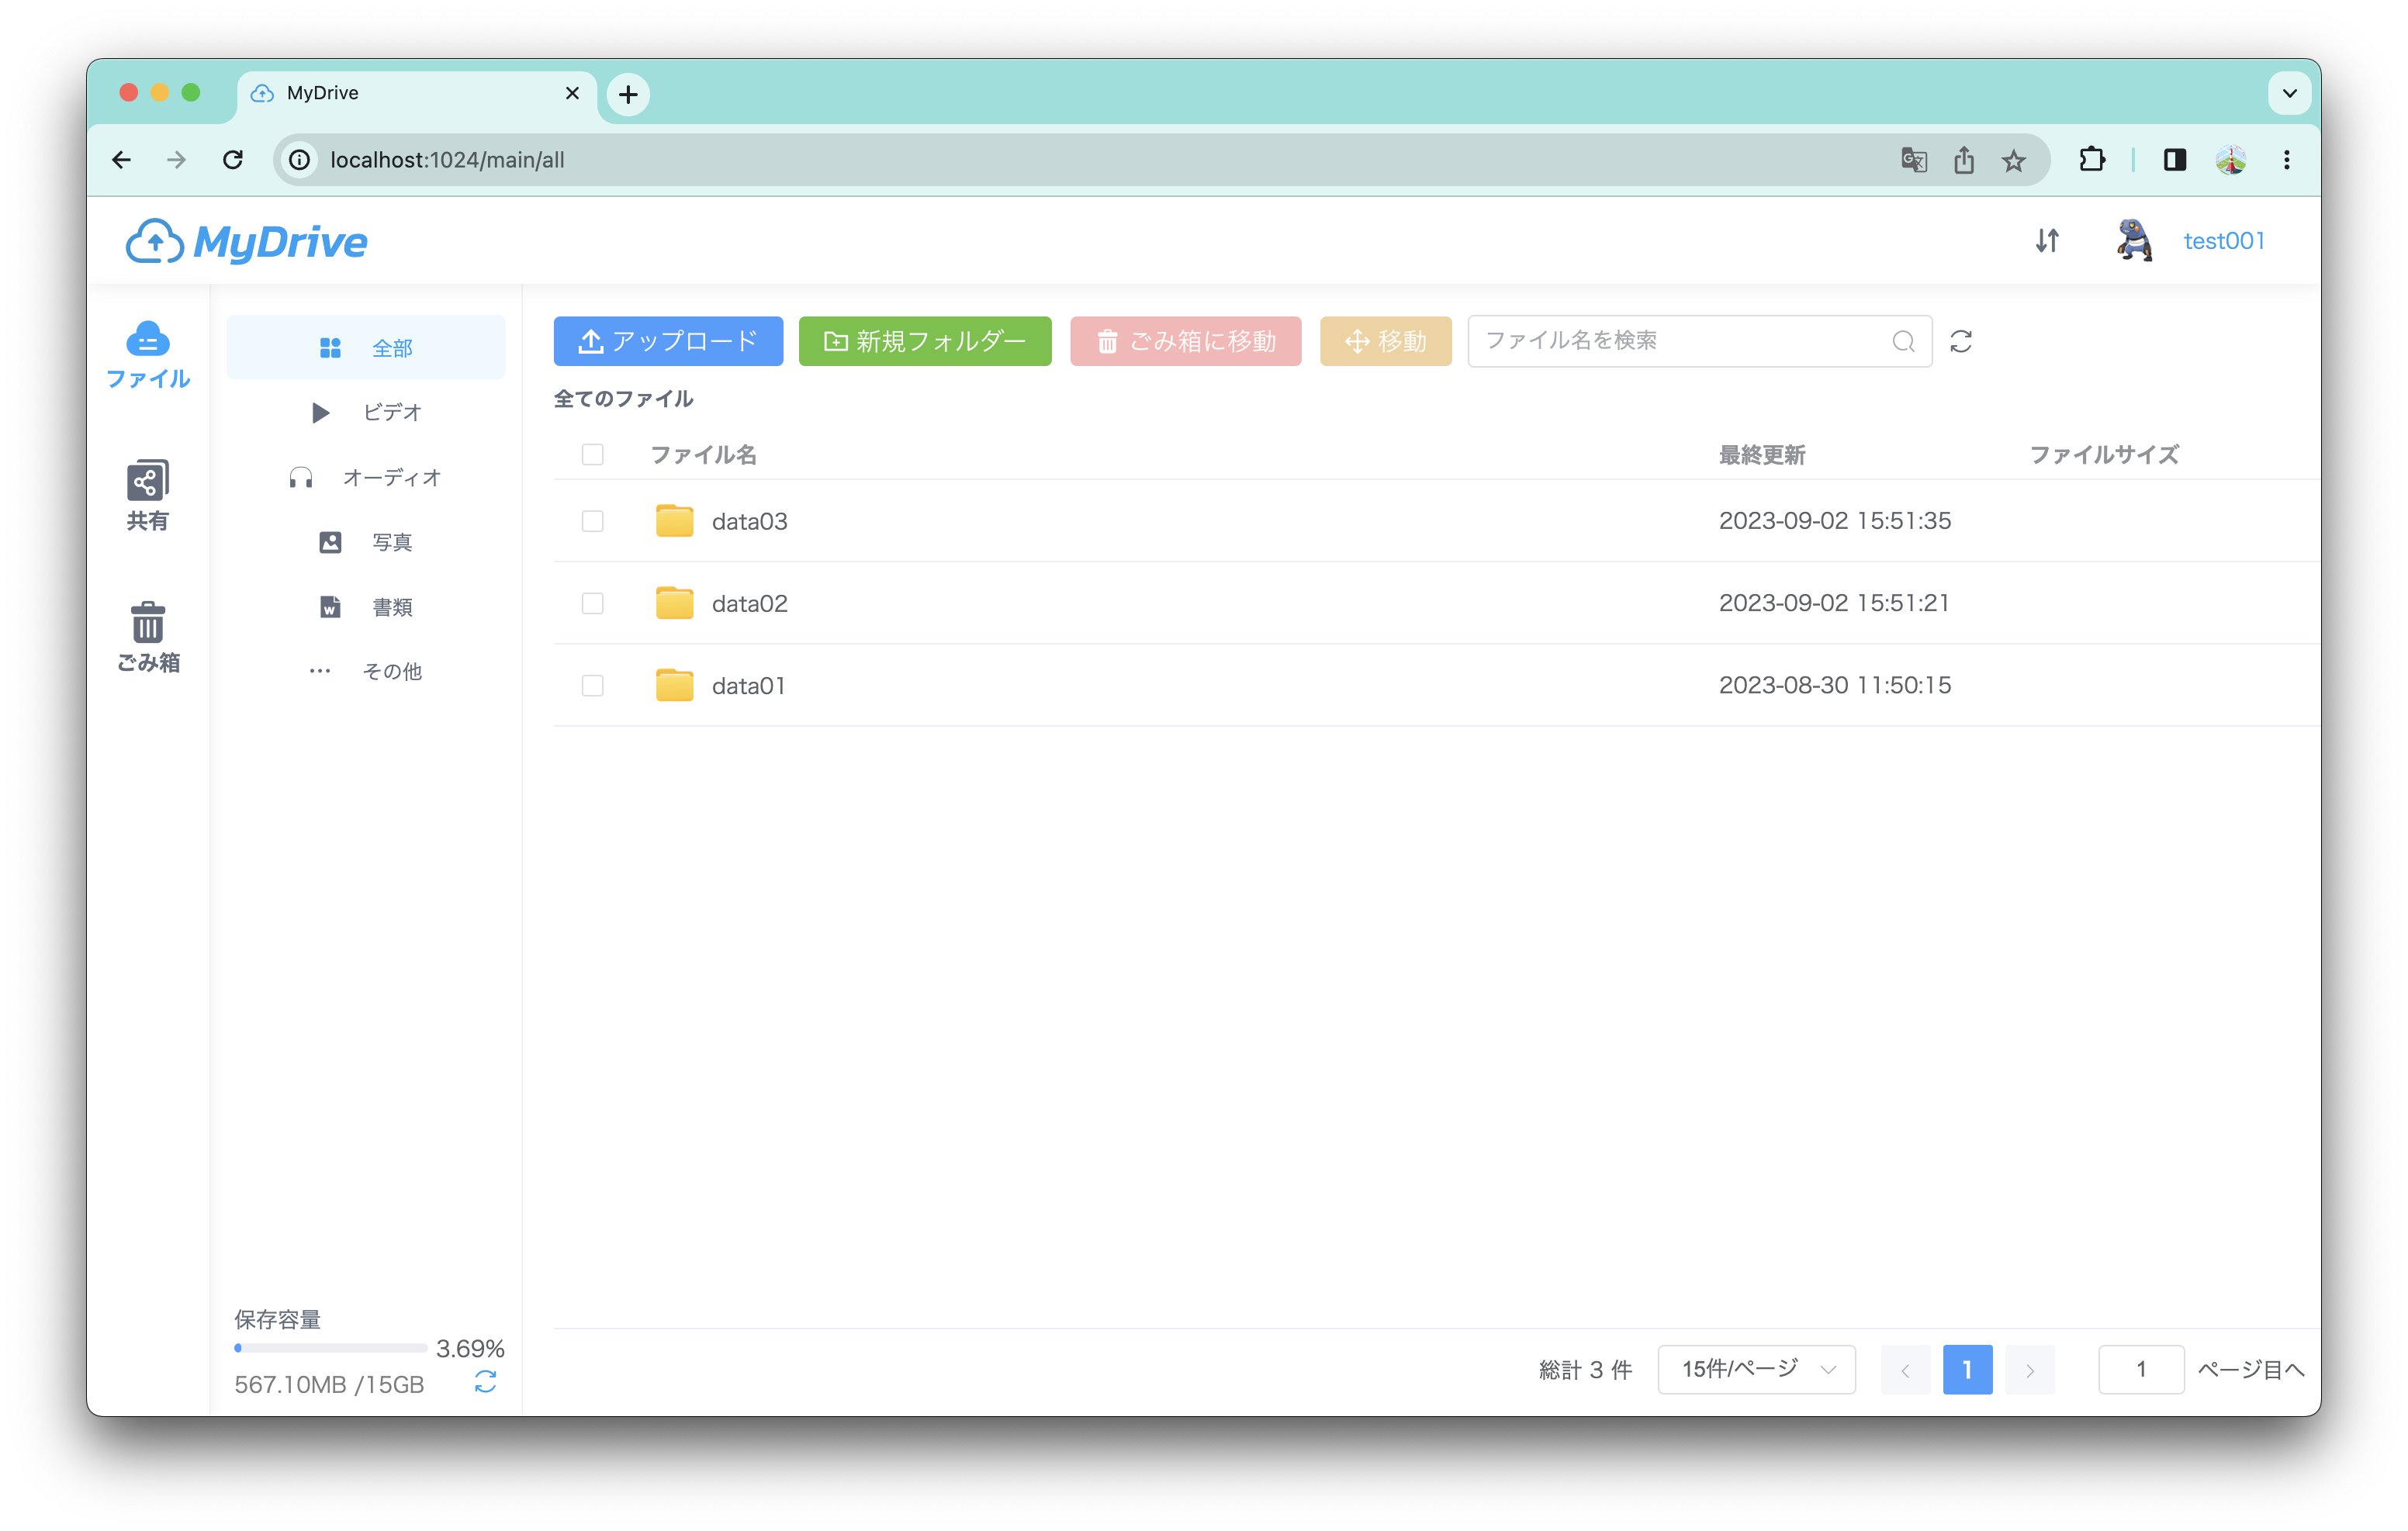 MyDrive
localhost:1024/main/all
MyDrive
test001
ファイル
共有
ごみ箱
全部
ビデオ
オーディオ
写真
書類
その他
保存容量
3.69%
567.10MB /15GB
アップロード
新規フォルダー
ごみ箱に移動
移動
ファイル名を検索
全てのファイル
ファイル名 最終更新 ファイルサイズ
data03 2023-09-02 15:51:35
data02 2023-09-02 15:51:21
data01 2023-08-30 11:50:15
総計 3 件 15件/ページ 1 1 ページ目へ